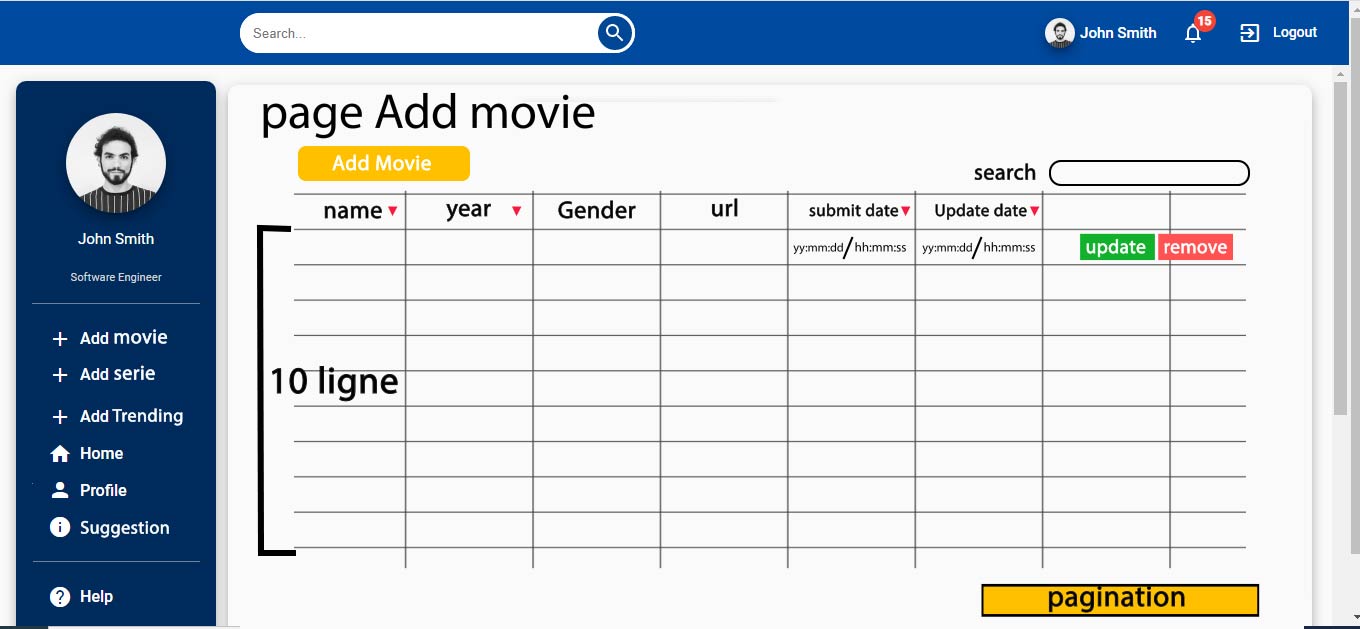 Search...
John Smith
15
Logout
page Add movie
Add Movie
search
name year Gender url submit date Update date
yy:mm:dd/hh:mm:ss yy:mm:dd/hh:mm:ss update remove
10 ligne
pagination
John Smith
Software Engineer
Add movie
Add serie
Add Trending
Home
Profile
Suggestion
Help